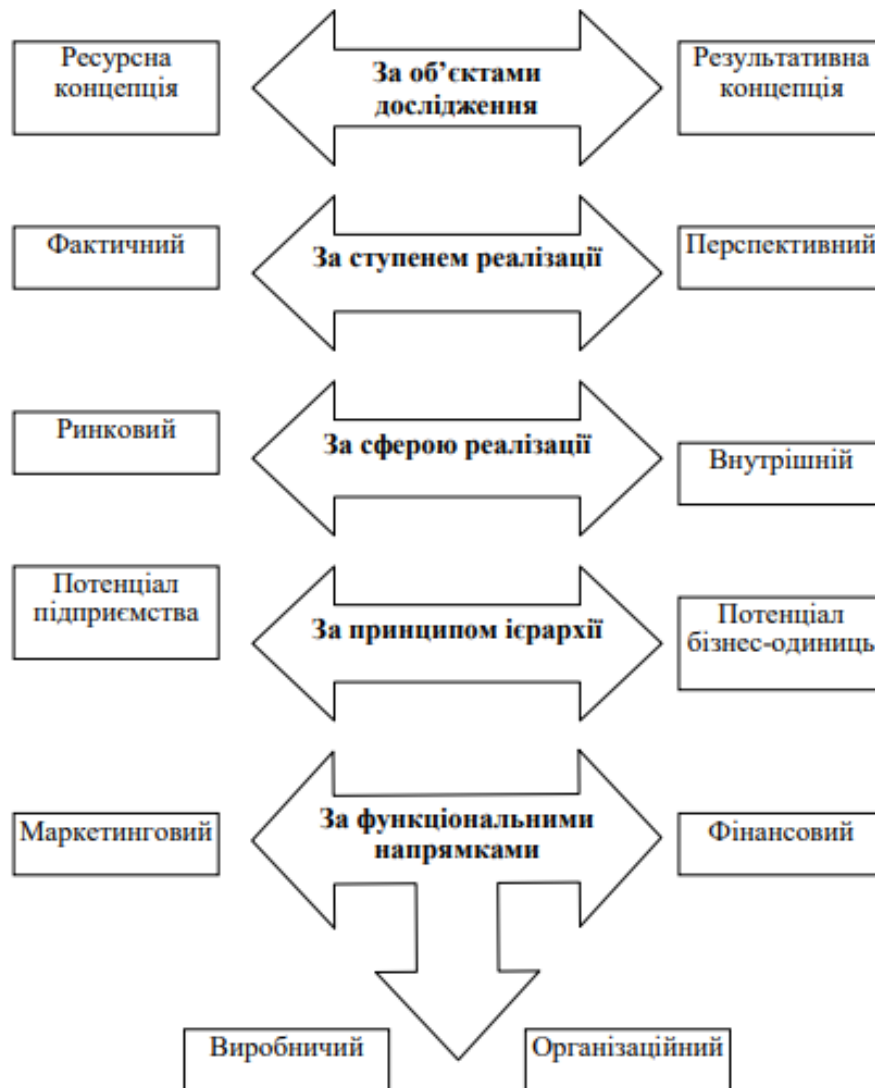 Ресурсна
концепція
За об’єктами
дослідження
Результативна
концепція
Фактичний
За ступенем реалізації
Перспективний
Ринковий
За сферою реалізації
Внутрішній
Потенціал
підприємства
За принципом ієрархії
Потенціал
бізнес-одиниць
Маркетинговий
За функціональними
напрямками
Фінансовий
Виробничий
Організаційний